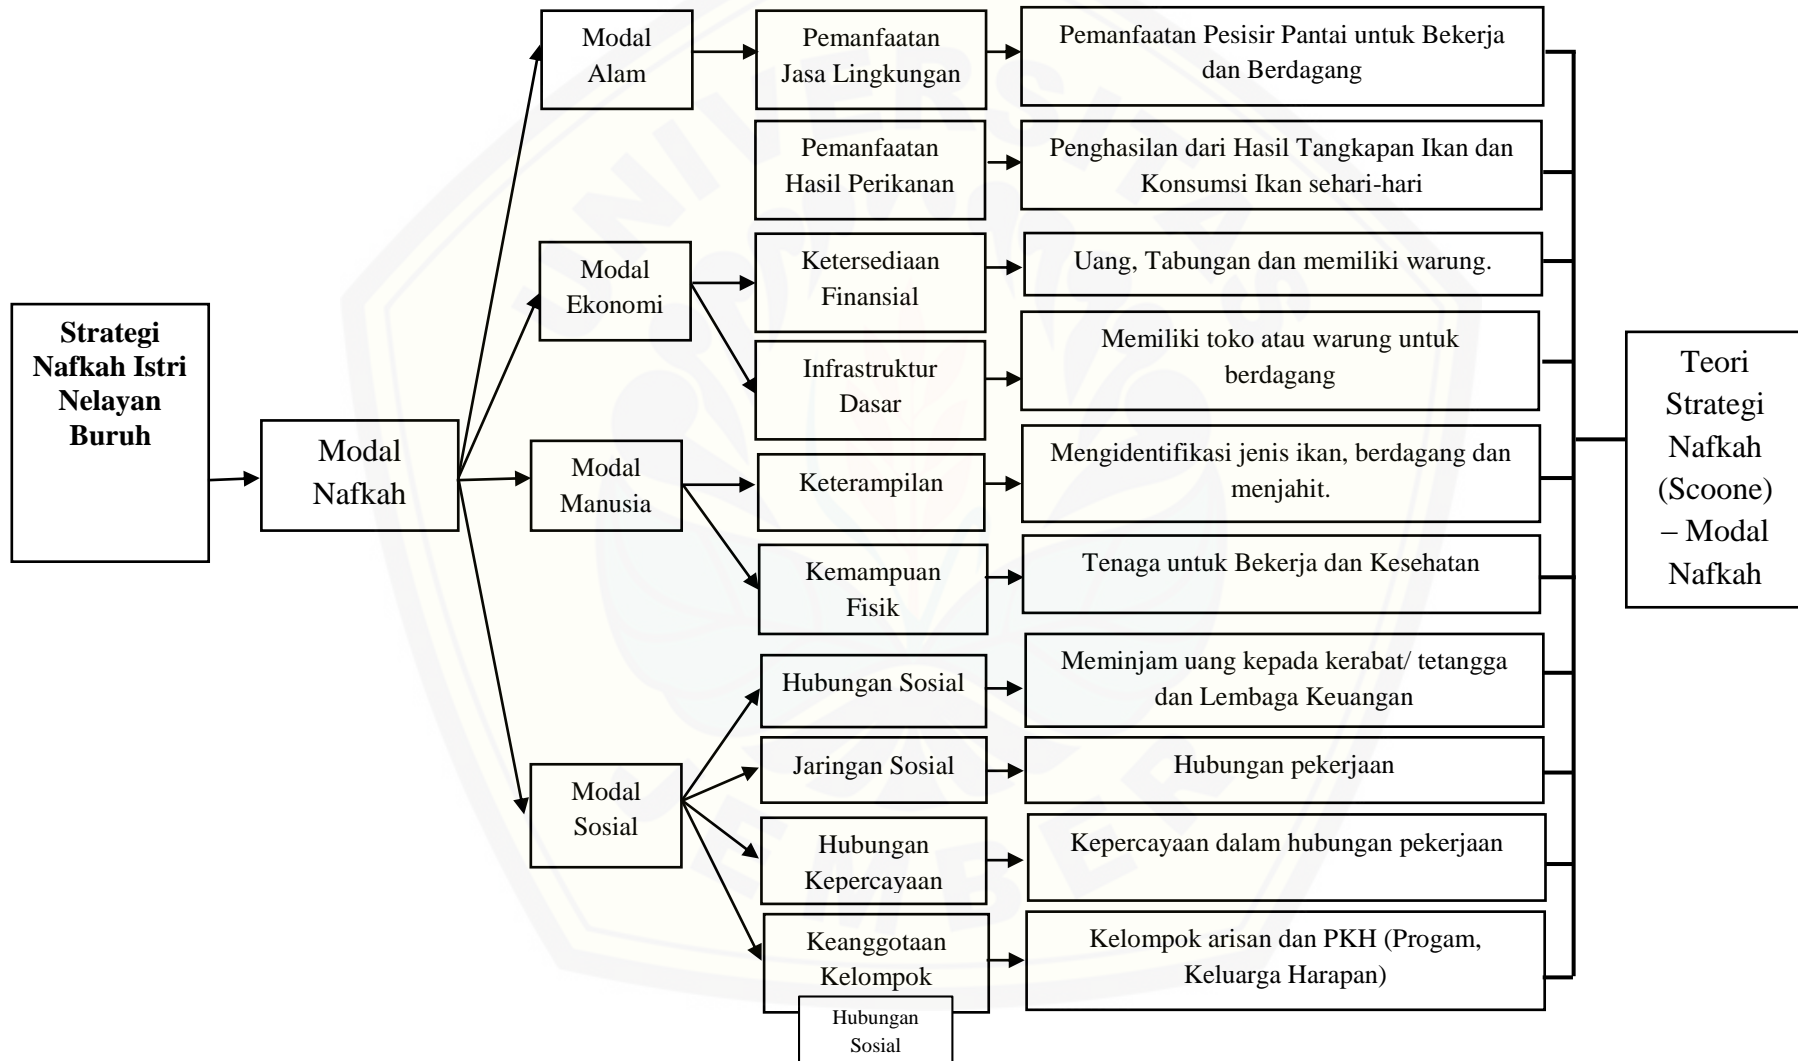 Strategi
Nafkah Istri
Nelayan
Buruh
Modal
Nafkah
Modal
Alam
Pemanfaatan
Jasa Lingkungan
Pemanfaatan Pesisir Pantai untuk Bekerja
dan Berdagang
Pemanfaatan
Hasil Perikanan
Penghasilan dari Hasil Tangkapan Ikan dan
Konsumsi Ikan sehari-hari
Modal
Ekonomi
Ketersediaan
Finansial
Uang, Tabungan dan memiliki warung.
Infrastruktur
Dasar
Memiliki toko atau warung untuk
berdagang
Modal
Manusia
Keterampilan
Mengidentifikasi jenis ikan, berdagang dan
menjahit.
Kemampuan
Fisik
Tenaga untuk Bekerja dan Kesehatan
Modal
Sosial
Hubungan Sosial
Meminjam uang kepada kerabat/ tetangga
dan Lembaga Keuangan
Jaringan Sosial
Hubungan pekerjaan
Hubungan
Kepercayaan
Kepercayaan dalam hubungan pekerjaan
Keanggotaan
Kelompok
Kelompok arisan dan PKH (Progam,
Keluarga Harapan)
Hubungan
Sosial
Teori
Strategi
Nafkah
(Scoone)
– Modal
Nafkah
UNIVERSITAS
JEMBER